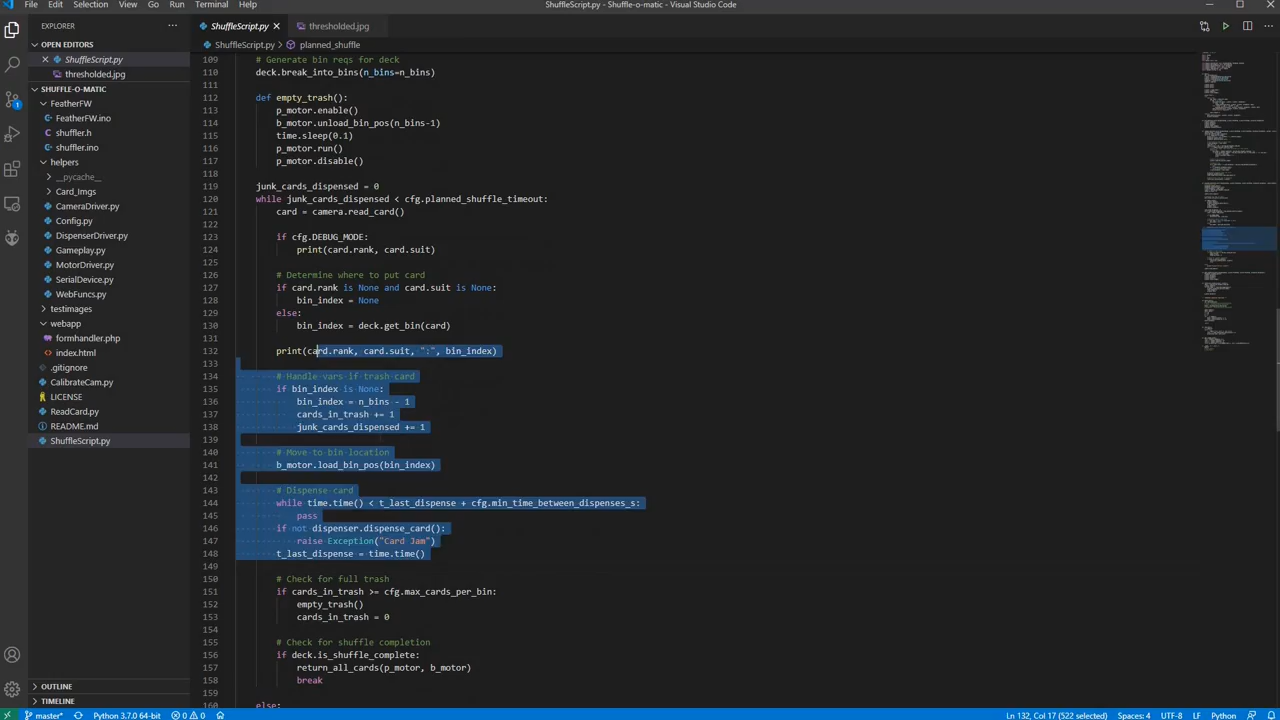 File Edit Selection View Go Run Terminal Help
ShuffleScript.py - Shuffle-o-matic - Visual Studio Code
EXPLORER
OPEN EDITORS
ShuffleScript.py
thresholded.jpg
SHUFFLE-O-MATIC
FeatherFW
FeatherFW.ino
shuffler.h
shuffler.ino
helpers
__pycache__
Card_Imgs
CameraDriver.py
Config.py
DispenserDriver.py
Gameplay.py
MotorDriver.py
SerialDevice.py
WebFuncs.py
testimages
webapp
formhandler.php
index.html
.gitignore
CalibrateCam.py
LICENSE
ReadCard.py
README.md
ShuffleScript.py
OUTLINE
TIMELINE
ShuffleScript.py
thresholded.jpg
ShuffleScript.py > planned_shuffle
109 # Generate bin reqs for deck
110 deck.break_into_bins(n_bins=n_bins)
111
112 def empty_trash():
113 p_motor.enable()
114 b_motor.unload_bin_pos(n_bins-1)
115 time.sleep(0.1)
116 p_motor.run()
117 p_motor.disable()
118
119 junk_cards_dispensed = 0
120 while junk_cards_dispensed < cfg.planned_shuffle_timeout:
121 card = camera.read_card()
122
123 if cfg.DEBUG_MODE:
124 print(card.rank, card.suit)
125
126 # Determine where to put card
127 if card.rank is None and card.suit is None:
128 bin_index = None
129 else:
130 bin_index = deck.get_bin(card)
131
132 print(card.rank, card.suit, ":", bin_index)
133
134 # Handle vars if trash card
135 if bin_index is None:
136 bin_index = n_bins - 1
137 cards_in_trash += 1
138 junk_cards_dispensed += 1
139
140 # Move to bin location
141 b_motor.load_bin_pos(bin_index)
142
143 # Dispense card
144 while time.time() < t_last_dispense + cfg.min_time_between_dispenses_s:
145 pass
146 if not dispenser.dispense_card():
147 raise Exception("Card Jam")
148 t_last_dispense = time.time()
149
150 # Check for full trash
151 if cards_in_trash >= cfg.max_cards_per_bin:
152 empty_trash()
153 cards_in_trash = 0
154
155 # Check for shuffle completion
156 if deck.is_shuffle_complete:
157 return_all_cards(p_motor, b_motor)
158 break
159
160 else:
master* Python 3.7.0 64-bit 0 0
Ln 132, Col 17 (522 selected) Spaces: 4 UTF-8 LF Python